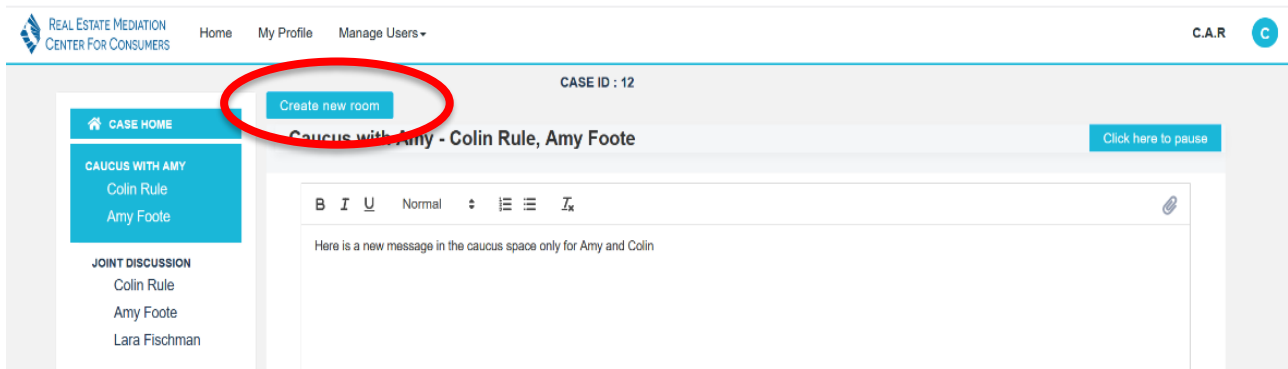 REAL ESTATE MEDIATION
CENTER FOR CONSUMERS
Home My Profile Manage Users
C.A.R C
CASE ID : 12
Create new room
CASE HOME
Caucus with Amy - Colin Rule, Amy Foote
Click here to pause
CAUCUS WITH AMY
Colin Rule
Amy Foote
B I U Normal Tx
Here is a new message in the caucus space only for Amy and Colin
JOINT DISCUSSION
Colin Rule
Amy Foote
Lara Fischman